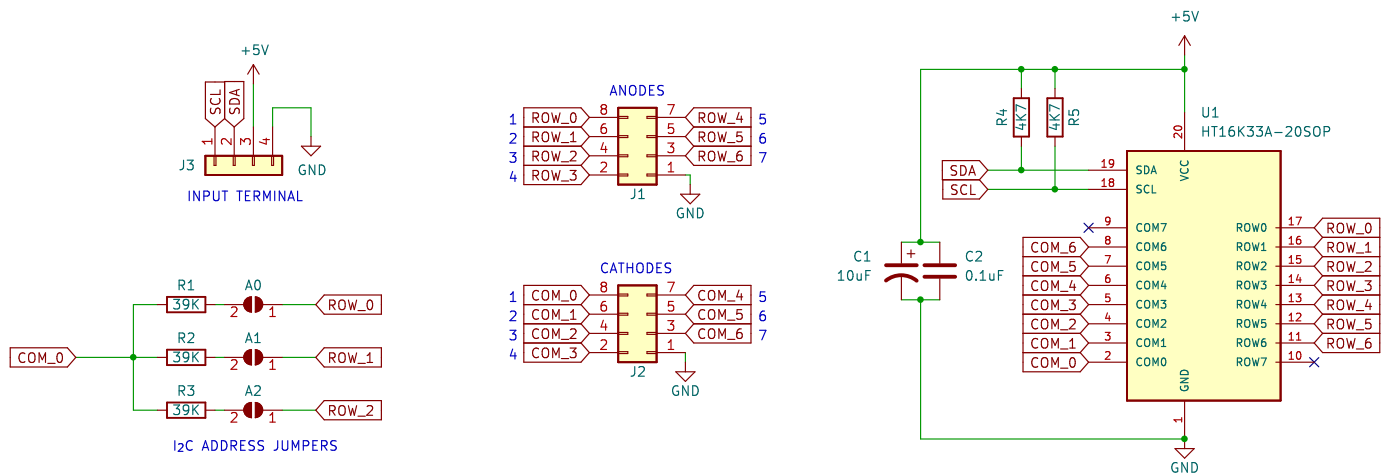 +5V
SCL
SDA
1
2
3
4
J3
GND
INPUT TERMINAL
ANODES
1 ROW_0 8 7 ROW_4 5
2 ROW_1 6 5 ROW_5 6
3 ROW_2 4 3 ROW_6 7
4 ROW_3 2 1
J1
GND
+5V
R4
4K7
4K7
R5
U1
HT16K33A-20SOP
20
VCC
SDA 19 SDA
SCL 18 SCL
9 COM7 ROW0 17 ROW_0
COM_6 8 COM6 ROW1 16 ROW_1
COM_5 7 COM5 ROW2 15 ROW_2
COM_4 6 COM4 ROW3 14 ROW_3
COM_3 5 COM3 ROW4 13 ROW_4
COM_2 4 COM2 ROW5 12 ROW_5
COM_1 3 COM1 ROW6 11 ROW_6
COM_0 2 COM0 ROW7 10
GND
1
GND
C1
10uF
+
C2
0.1uF
CATHODES
1 COM_0 8 7 COM_4 5
2 COM_1 6 5 COM_5 6
3 COM_2 4 3 COM_6 7
4 COM_3 2 1
J2
GND
R1 A0
39K 2 1 ROW_0
R2 A1
COM_0 39K 2 1 ROW_1
R3 A2
39K 2 1 ROW_2
I2C ADDRESS JUMPERS